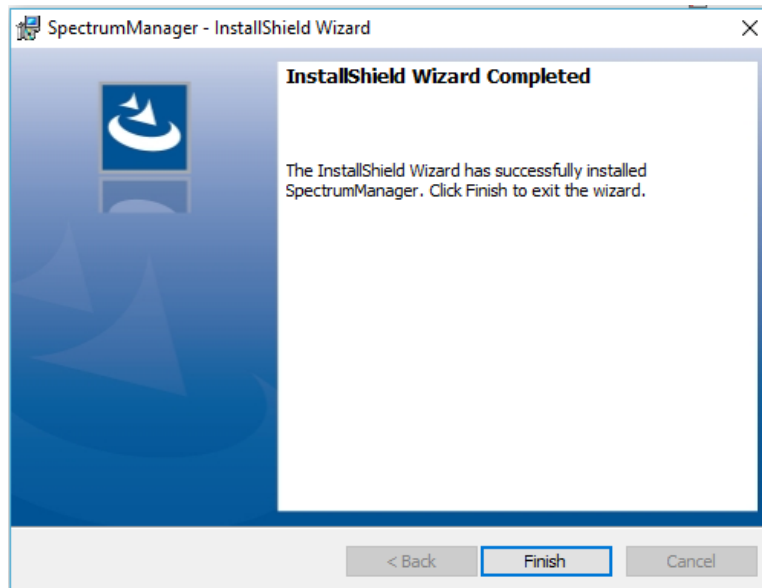 SpectrumManager - InstallShield Wizard
InstallShield Wizard Completed
The InstallShield Wizard has successfully installed
SpectrumManager. Click Finish to exit the wizard.
< Back
Finish
Cancel